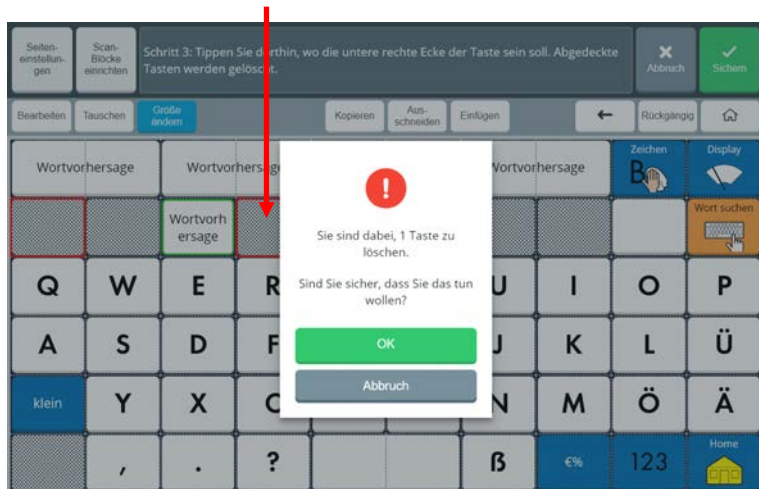 Seiten-
einstellun-
gen
Scan-
Blöcke
einrichten
Schritt 3: Tippen Sie dorthin, wo die untere rechte Ecke der Taste sein soll. Abgedeckte
Tasten werden gelöscht.
Abbruch
Sichern
Bearbeiten
Tauschen
Größe
ändern
Kopieren
Aus-
schneiden
Einfügen
Rückgängig
Wortvorhersage
Wortvorhersage
Wortvorhersage
Zeichen
B
Display
Wortvorh
ersage
Wort suchen
Sie sind dabei, 1 Taste zu
löschen.
Sind Sie sicher, dass Sie das tun
wollen?
OK
Abbruch
Q W E R U I O P
A S D F J K L Ü
klein Y X C N M Ö Ä
, . ? ß €% 123
Home